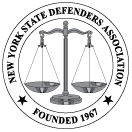 NEW YORK STATE DEFENDERS ASSOCIATION
FOUNDED 1967